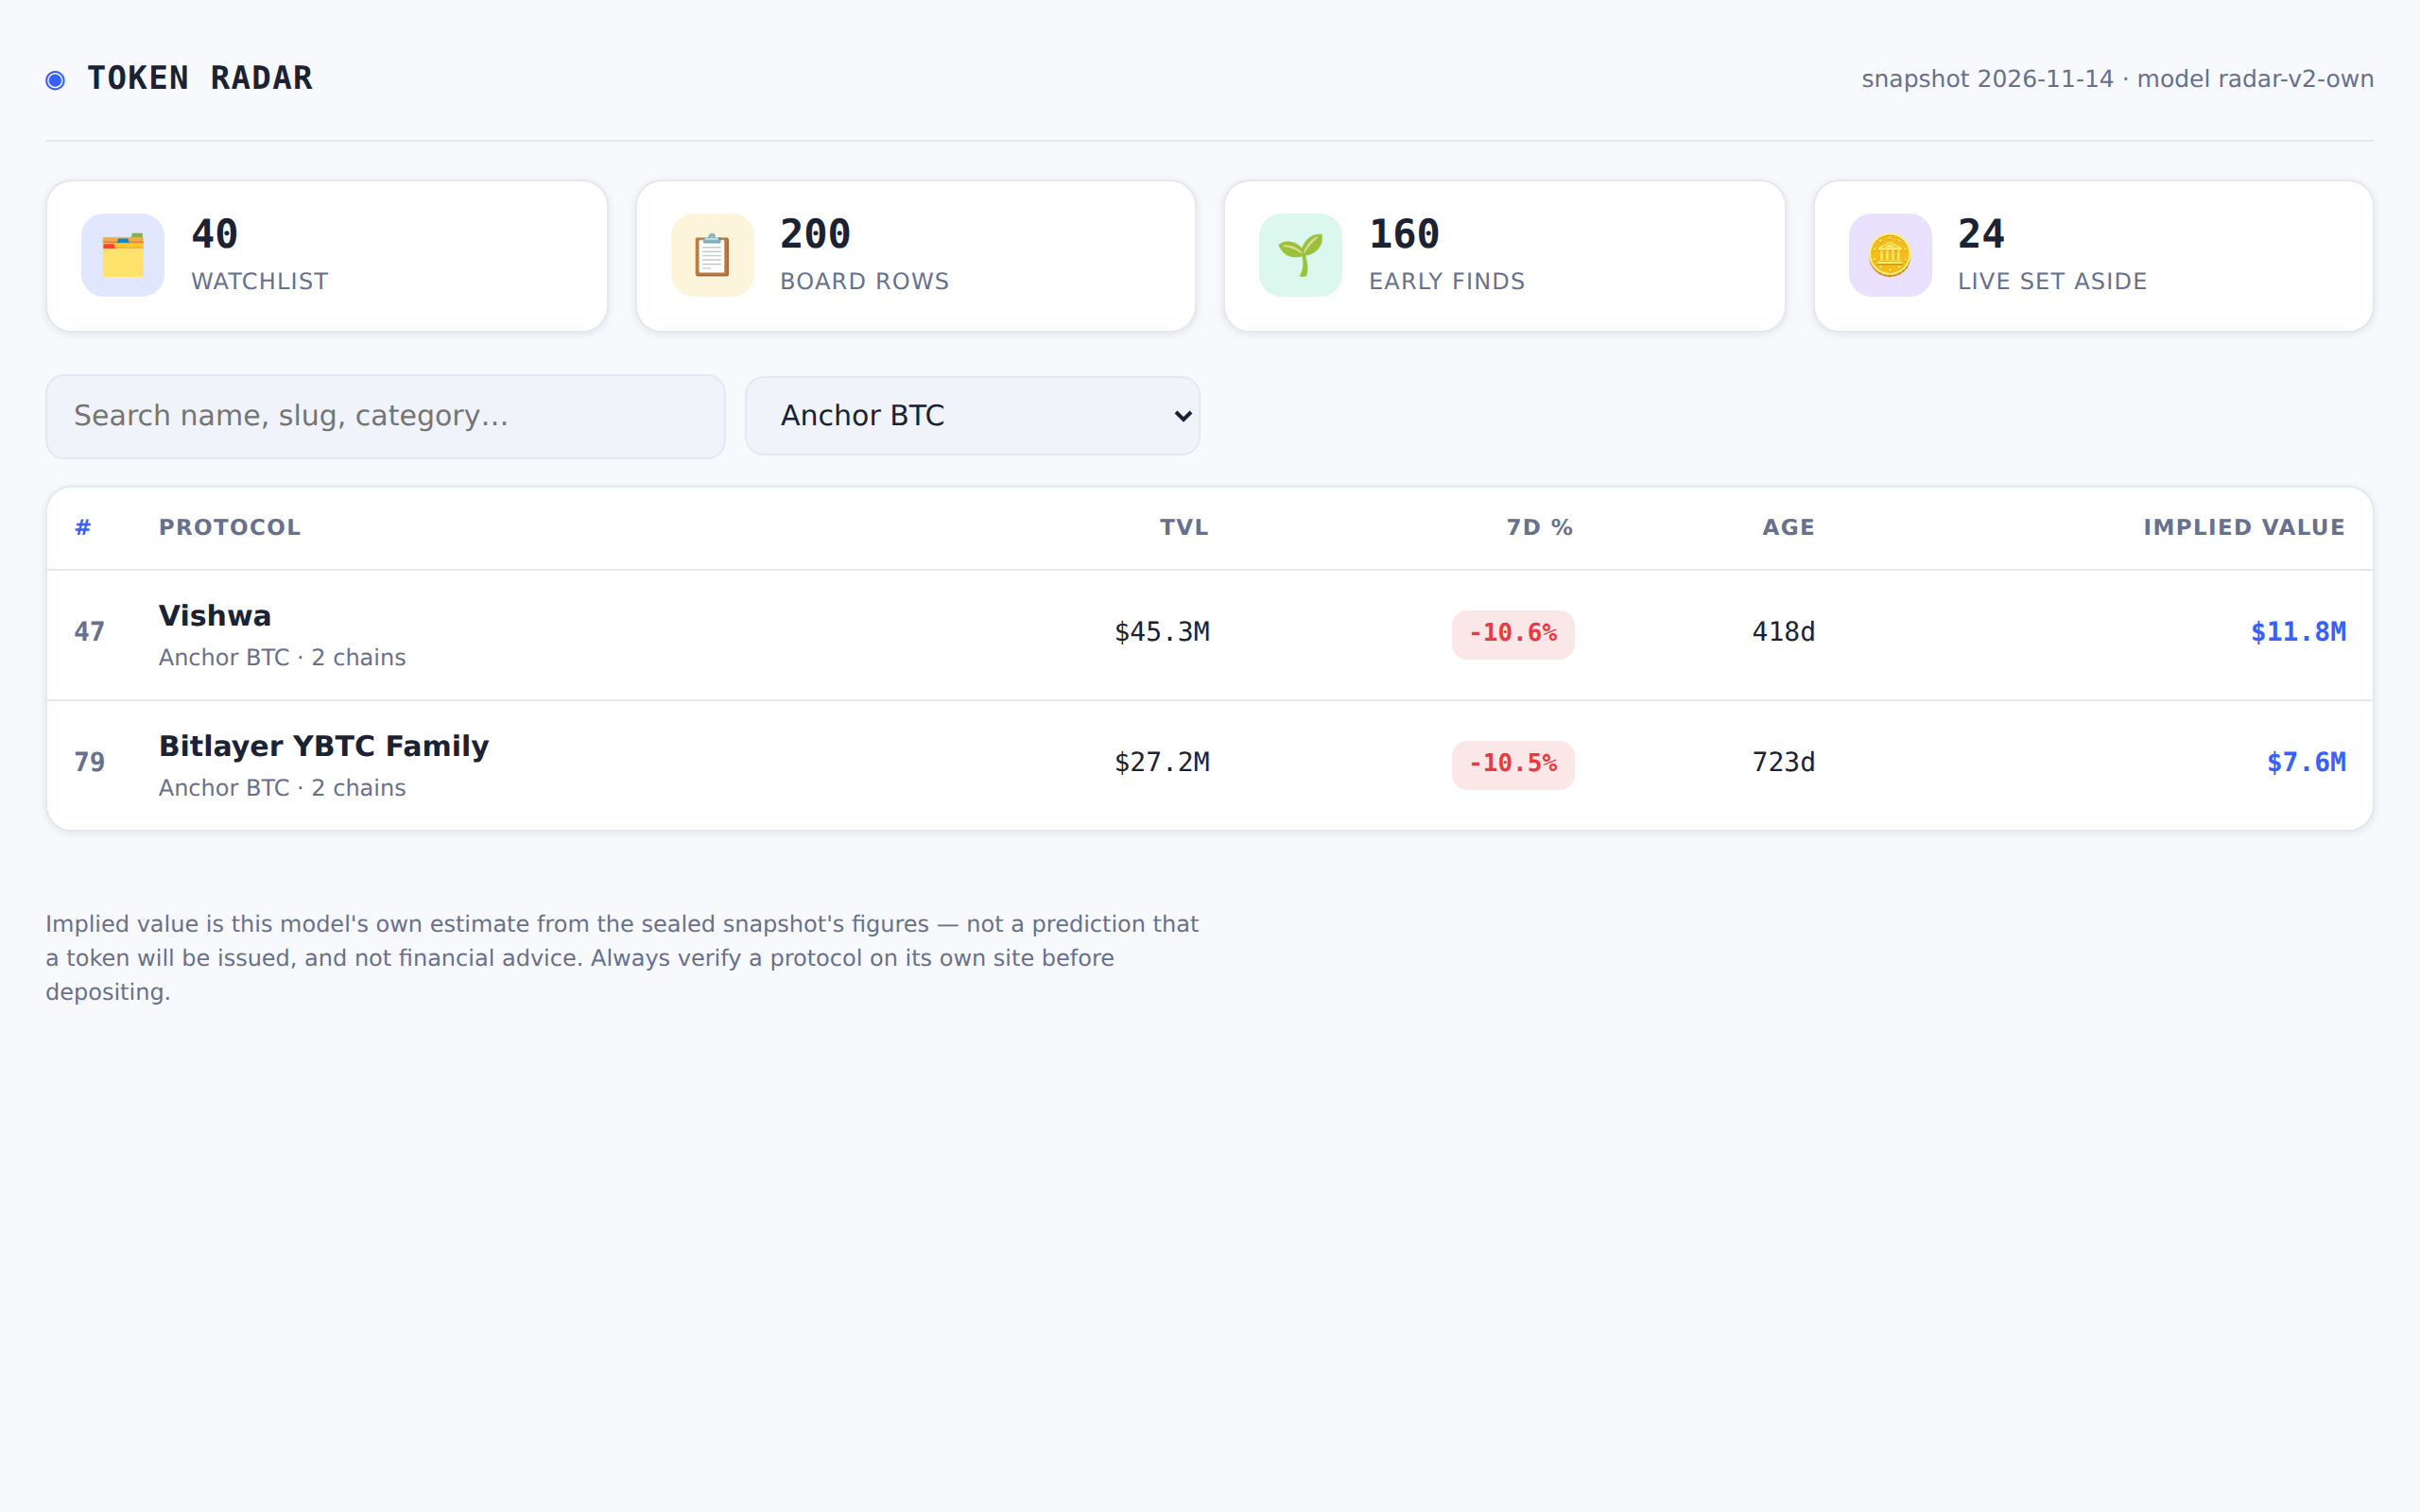 ◉ TOKEN RADAR
snapshot 2026-11-14 · model radar-v2-own
40
WATCHLIST
200
BOARD ROWS
160
EARLY FINDS
24
LIVE SET ASIDE
Search name, slug, category…
Anchor BTC
# PROTOCOL TVL 7D % AGE IMPLIED VALUE
47 Vishwa $45.3M -10.6% 418d $11.8M
Anchor BTC · 2 chains
79 Bitlayer YBTC Family $27.2M -10.5% 723d $7.6M
Anchor BTC · 2 chains
Implied value is this model's own estimate from the sealed snapshot's figures — not a prediction that
a token will be issued, and not financial advice. Always verify a protocol on its own site before
depositing.